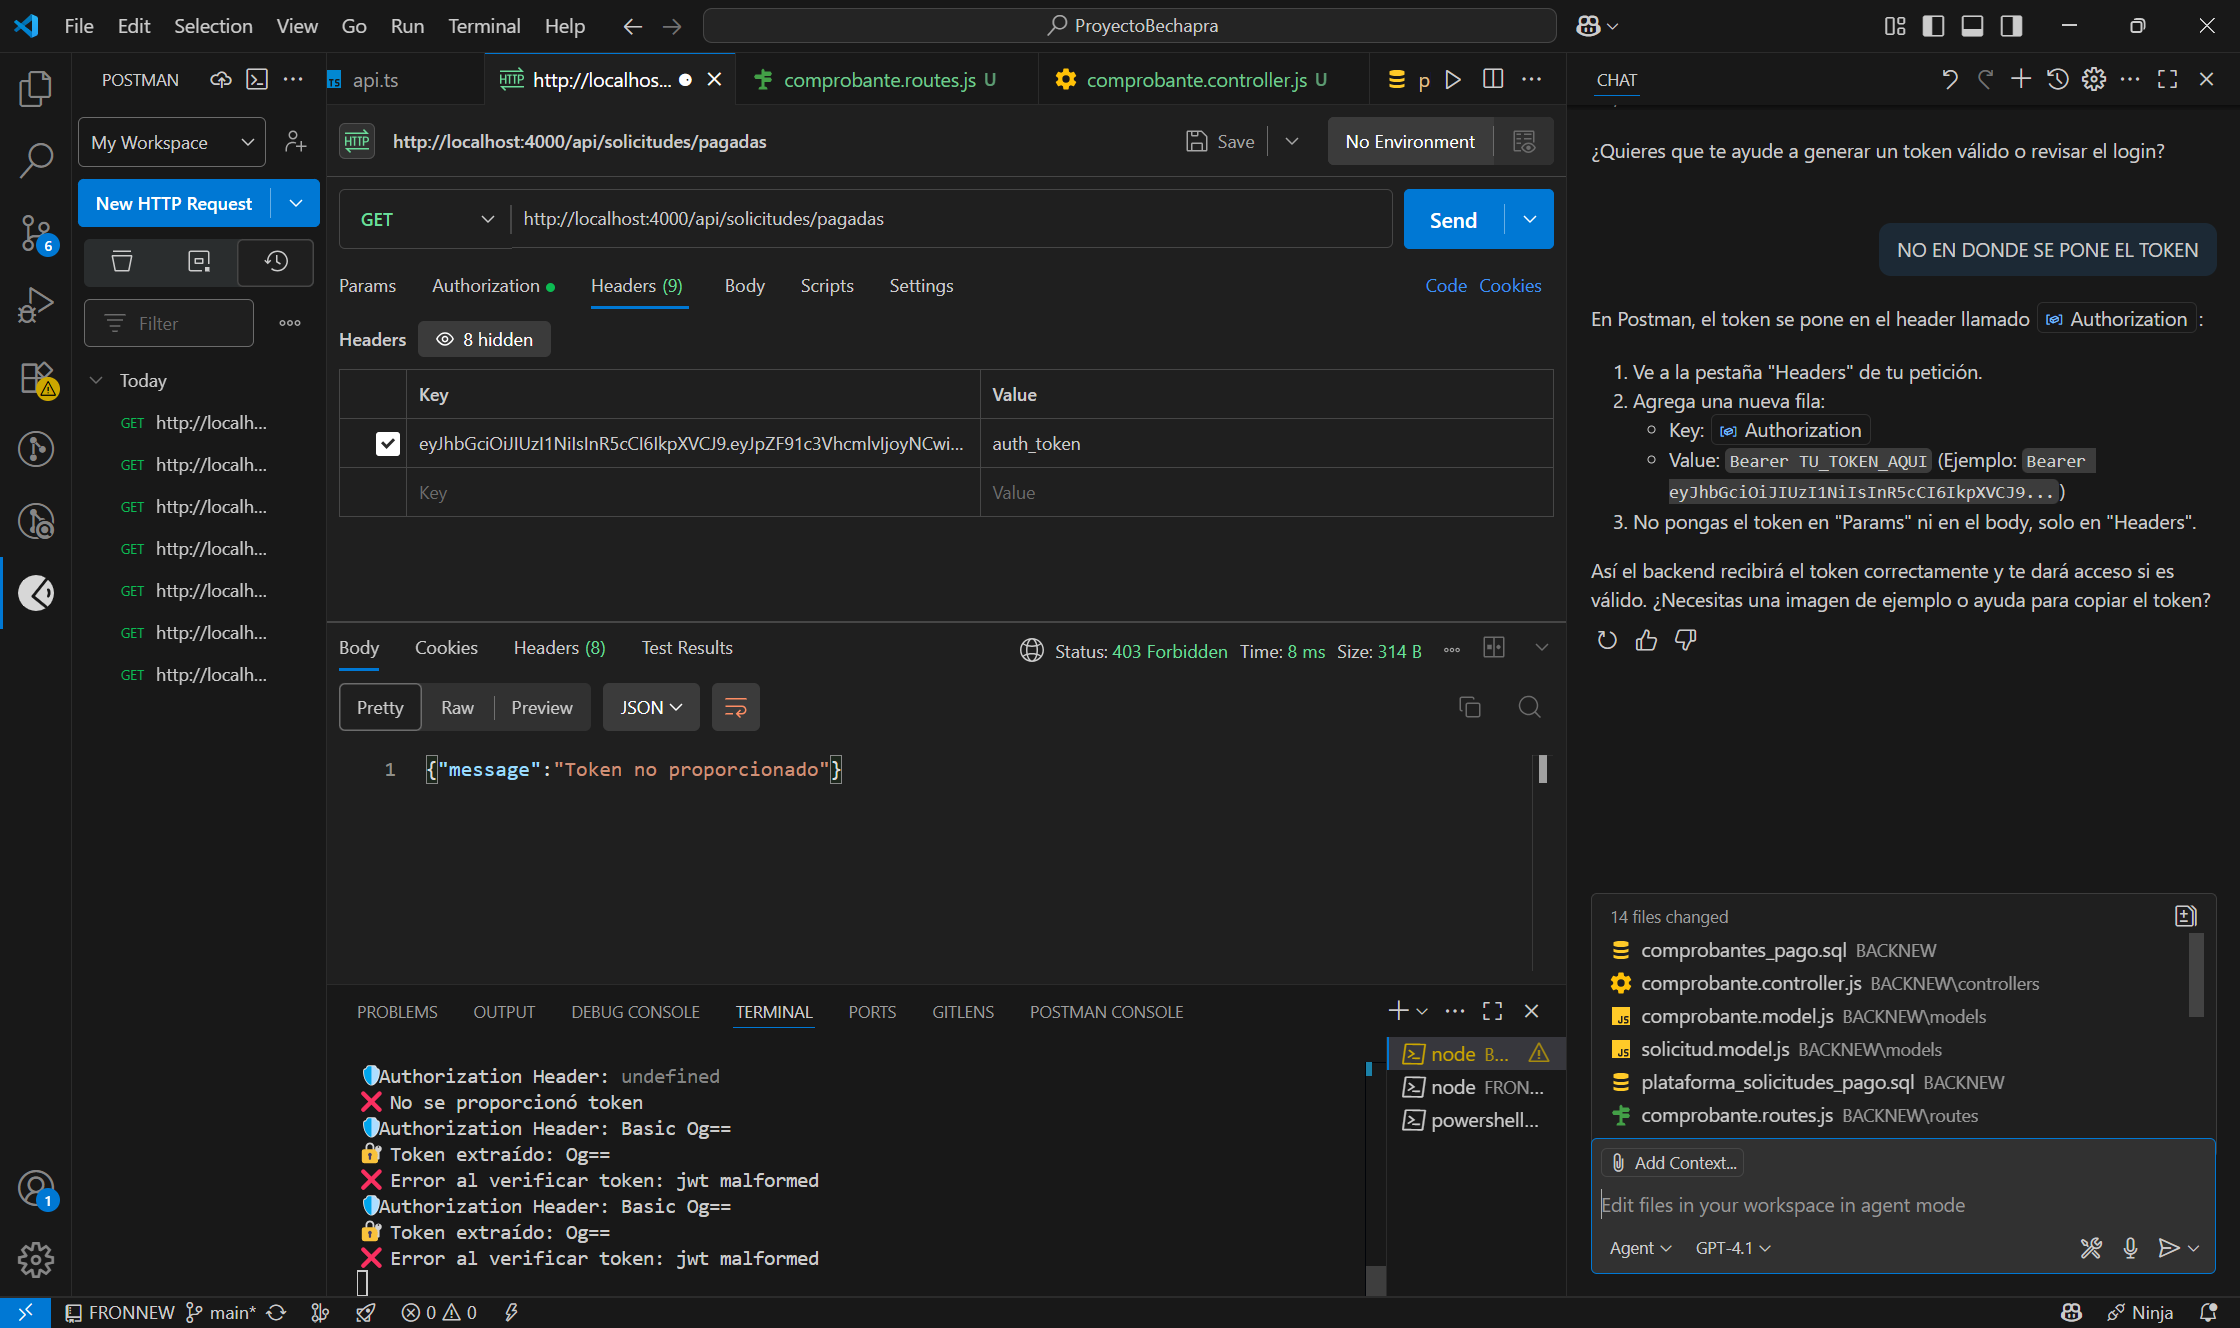 File Edit Selection View Go Run Terminal Help
ProyectoBechapra
POSTMAN
My Workspace
New HTTP Request
Filter
Today
GET http://localh...
GET http://localh...
GET http://localh...
GET http://localh...
GET http://localh...
GET http://localh...
GET http://localh...
TS api.ts
HTTP http://localhos...
comprobante.routes.js U
comprobante.controller.js U
p
HTTP http://localhost:4000/api/solicitudes/pagadas
Save
No Environment
GET http://localhost:4000/api/solicitudes/pagadas
Send
Params Authorization Headers (9) Body Scripts Settings
Code Cookies
Headers 8 hidden
Key Value
eyJhbGciOiJIUzI1NiIsInR5cCI6IkpXVCJ9.eyJpZF91c3VhcmlvIjoyNCwi... auth_token
Key Value
Body Cookies Headers (8) Test Results
Status: 403 Forbidden Time: 8 ms Size: 314 B
Pretty Raw Preview JSON
1 {"message":"Token no proporcionado"}
PROBLEMS OUTPUT DEBUG CONSOLE TERMINAL PORTS GITLENS POSTMAN CONSOLE
Authorization Header: undefined
No se proporcionó token
Authorization Header: Basic Og==
Token extraído: Og==
Error al verificar token: jwt malformed
Authorization Header: Basic Og==
Token extraído: Og==
Error al verificar token: jwt malformed
node B...
node FRON...
powershell...
CHAT
¿Quieres que te ayude a generar un token válido o revisar el login?
NO EN DONDE SE PONE EL TOKEN
En Postman, el token se pone en el header llamado Authorization :
1. Ve a la pestaña "Headers" de tu petición.
2. Agrega una nueva fila:
Key: Authorization
Value: Bearer TU_TOKEN_AQUI (Ejemplo: Bearer
eyJhbGciOiJIUzI1NiIsInR5cCI6IkpXVCJ9...)
3. No pongas el token en "Params" ni en el body, solo en "Headers".
Así el backend recibirá el token correctamente y te dará acceso si es
válido. ¿Necesitas una imagen de ejemplo o ayuda para copiar el token?
14 files changed
comprobantes_pago.sql BACKNEW
comprobante.controller.js BACKNEW\controllers
JS comprobante.model.js BACKNEW\models
JS solicitud.model.js BACKNEW\models
plataforma_solicitudes_pago.sql BACKNEW
comprobante.routes.js BACKNEW\routes
Add Context...
Edit files in your workspace in agent mode
Agent GPT-4.1
6
1
FRONNEW main* 0 0
Ninja